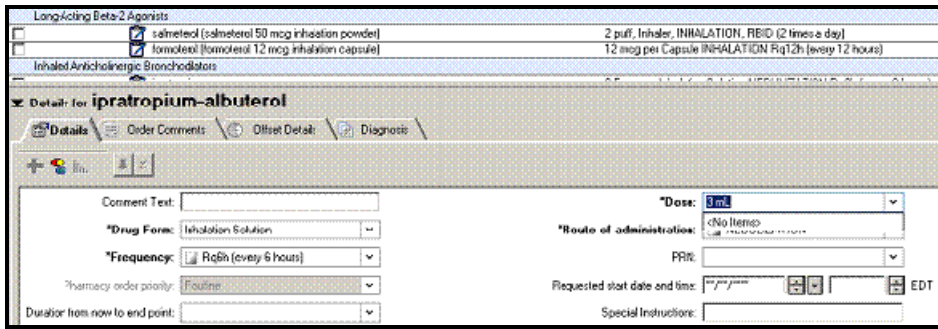 Long-Acting Beta-2 Agonists
salmeterol (salmeterol 50 mcg inhalation powder) 2 puff, Inhaler, INHALATION, RBID (2 times a day)
formoterol (formoterol 12 mcg inhalation capsule) 12 mcg per Capsule INHALATION Rq12h (every 12 hours)
Inhaled Anticholinergic Bronchodilators
Details for ipratropium-albuterol
Details Order Comments Offset Details Diagnosis
Comment Text: *Dose: 3 mL
<No Items>
*Drug Form: Inhalation Solution *Route of administration:
*Frequency: Rq6h (every 6 hours) PRN:
Pharmacy order priority: Routine Requested start date and time: **/**/**** EDT
Duration from now to end point: Special Instructions: